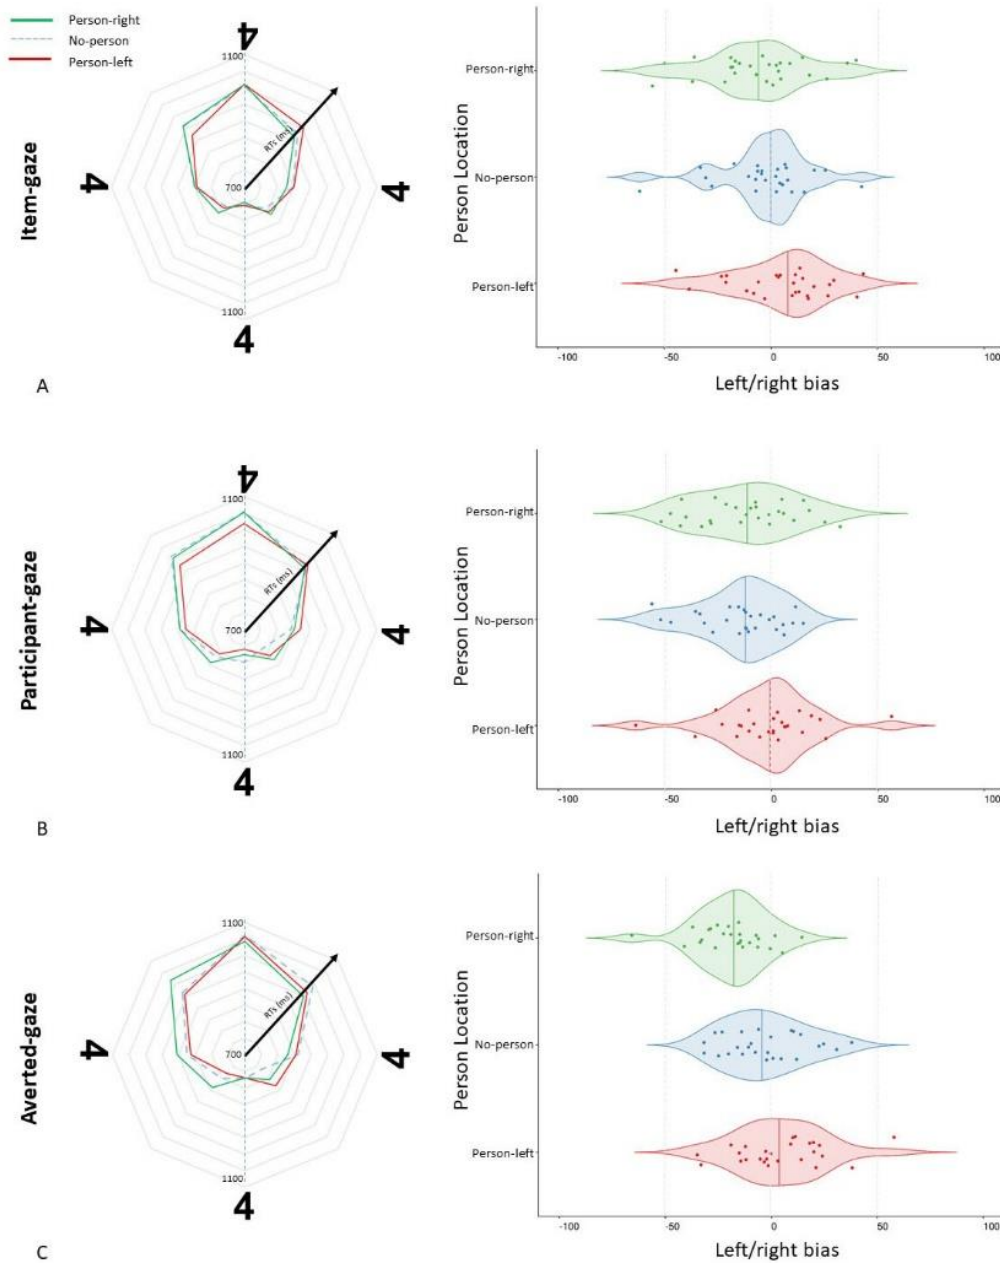 Person-right
No-person
Person-left
Item-gaze
4
1100
RTs (ms)
4
700
4
1100
4
A
Person Location
Person-right
No-person
Person-left
-100 -50 0 50 100
Left/right bias
Participant-gaze
4
1100
RTs (ms)
4
700
4
1100
4
B
Person Location
Person-right
No-person
Person-left
-100 -50 0 50 100
Left/right bias
Averted-gaze
4
1100
RTs (ms)
4
700
4
1100
4
C
Person Location
Person-right
No-person
Person-left
-100 -50 0 50 100
Left/right bias